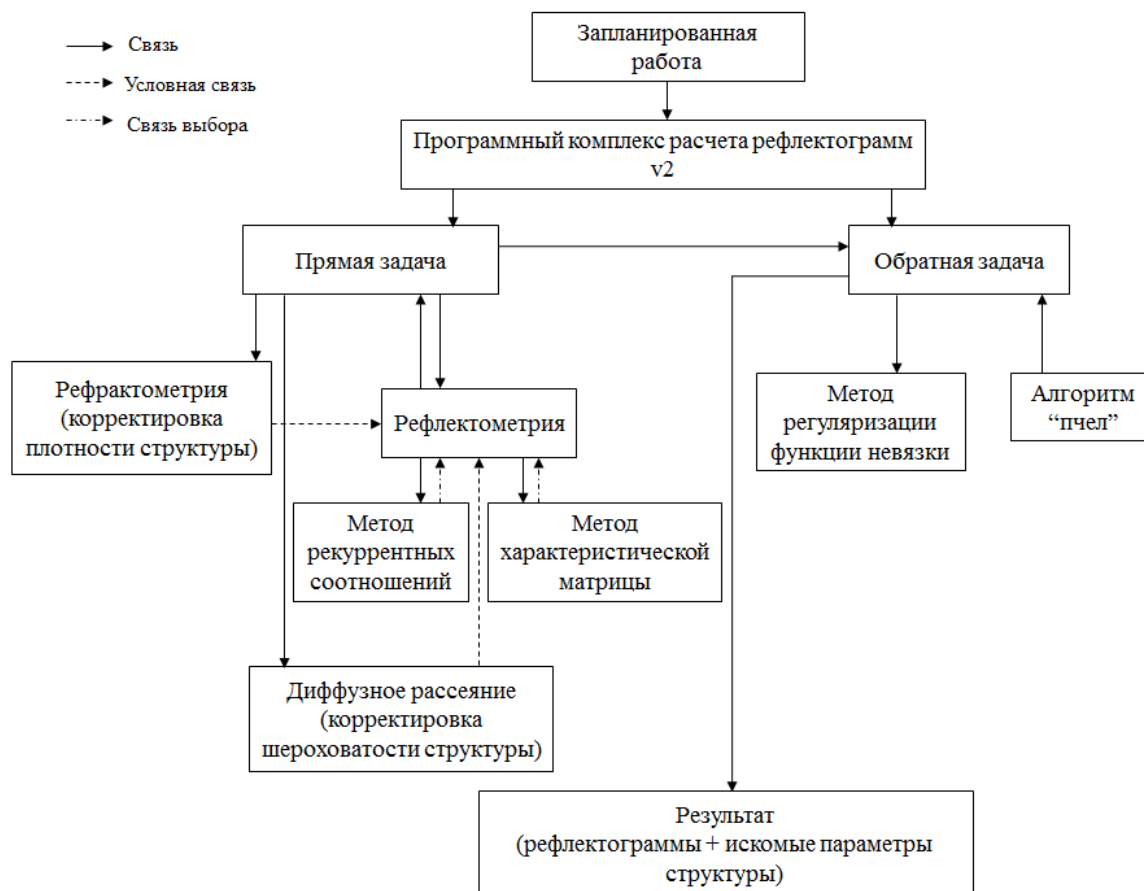 Связь
Условная связь
Связь выбора
Запланированная
работа
Программный комплекс расчета рефлектограмм
v2
Прямая задача
Обратная задача
Рефрактометрия
(корректировка
плотности структуры)
Рефлектометрия
Метод
регуляризации
функции невязки
Алгоритм
“пчел”
Метод
рекуррентных
соотношений
Метод
характеристической
матрицы
Диффузное рассеяние
(корректировка
шероховатости структуры)
Результат
(рефлектограммы + искомые параметры
структуры)